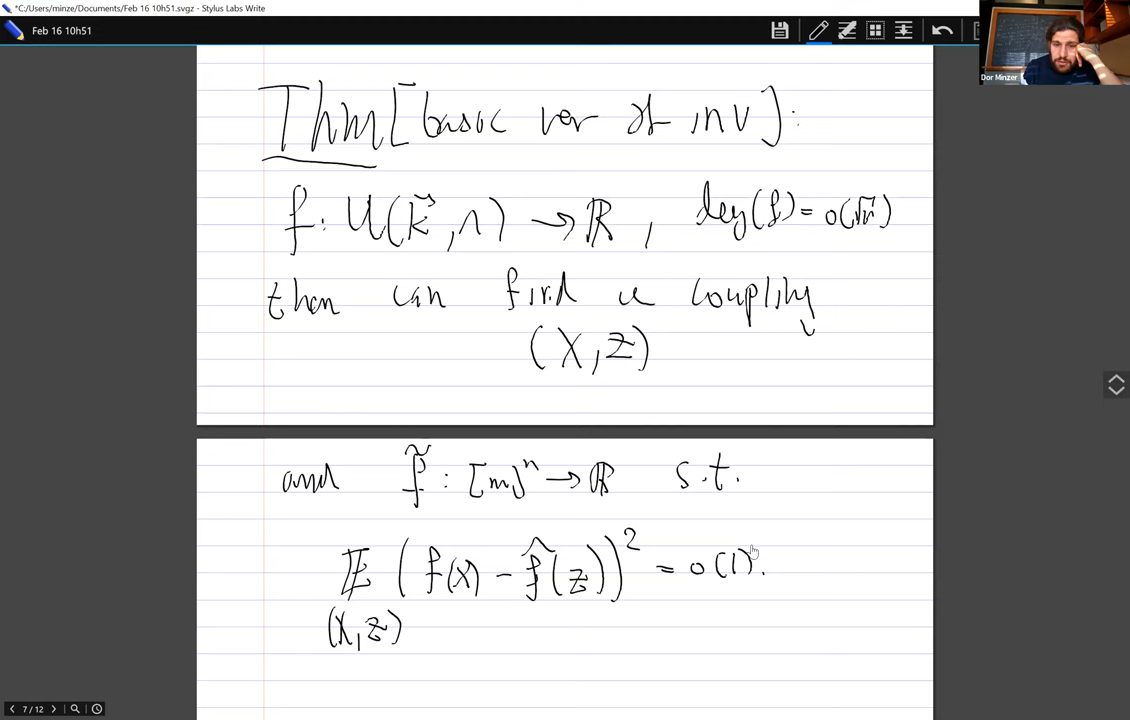 *C:/Users/minze/Documents/Feb 16 10h51.svgz - Stylus Labs Write
Feb 16 10h51
Dor Minzer
Thm [basic ver of inv]:
f: U(k⃗, n) → ℝ, deg(f) = o(√n)
then can find a coupling
(X, Z)
and f̃ : [m]ⁿ → ℝ s.t.
𝔼 (f(x) - f̂(z))² = o(1).
(X, Z)
7 / 12